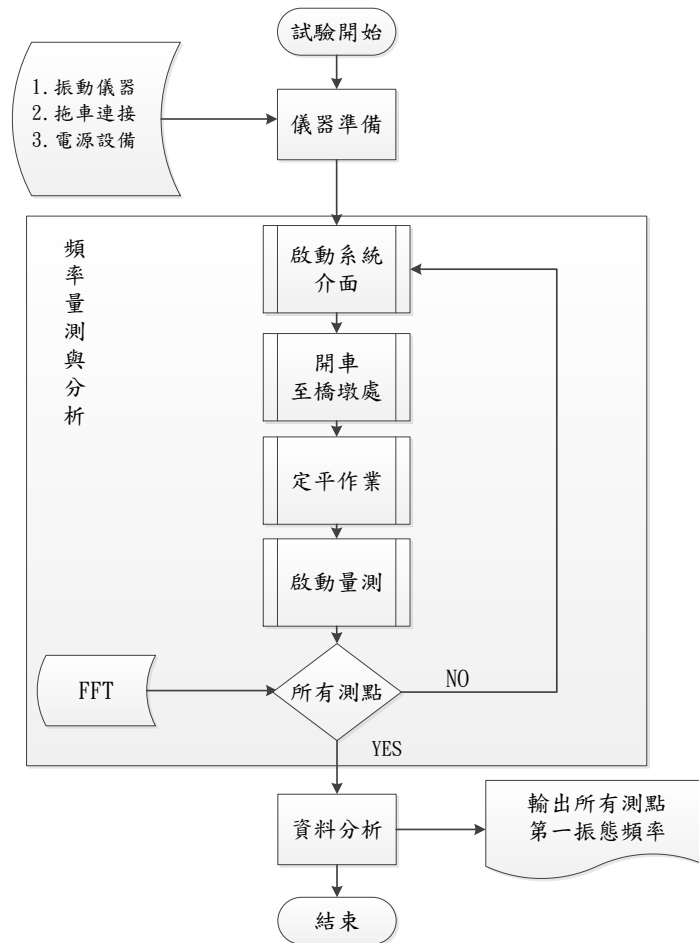 試驗開始
1.振動儀器
2.拖車連接
3.電源設備
儀器準備
頻率量測與分析
啟動系統
介面
開車
至橋墩處
定平作業
啟動量測
FFT
所有測點
NO
YES
資料分析
輸出所有測點
第一振態頻率
結束